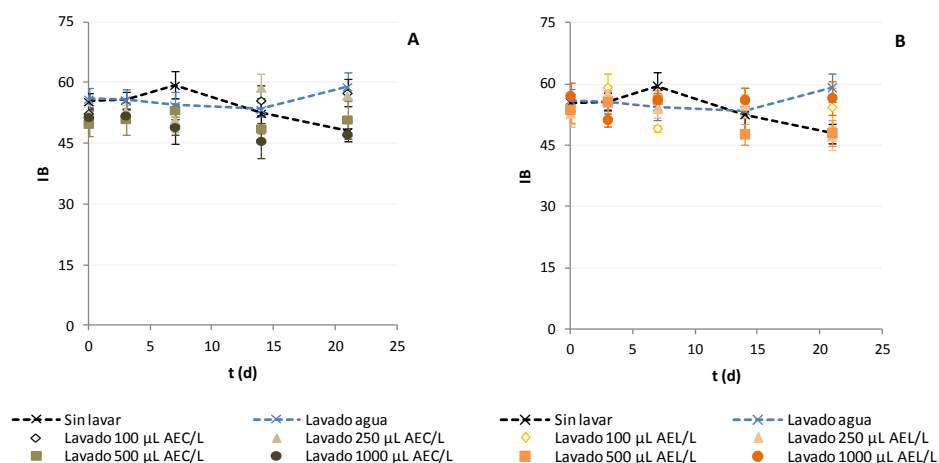 A
75
60
45
30
15
0
IB
0 5 10 15 20 25
t (d)
Sin lavar Lavado agua
Lavado 100 µL AEC/L Lavado 250 µL AEC/L
Lavado 500 µL AEC/L Lavado 1000 µL AEC/L
B
75
60
45
30
15
0
IB
0 5 10 15 20 25
t (d)
Sin lavar Lavado agua
Lavado 100 µL AEL/L Lavado 250 µL AEL/L
Lavado 500 µL AEL/L Lavado 1000 µL AEL/L